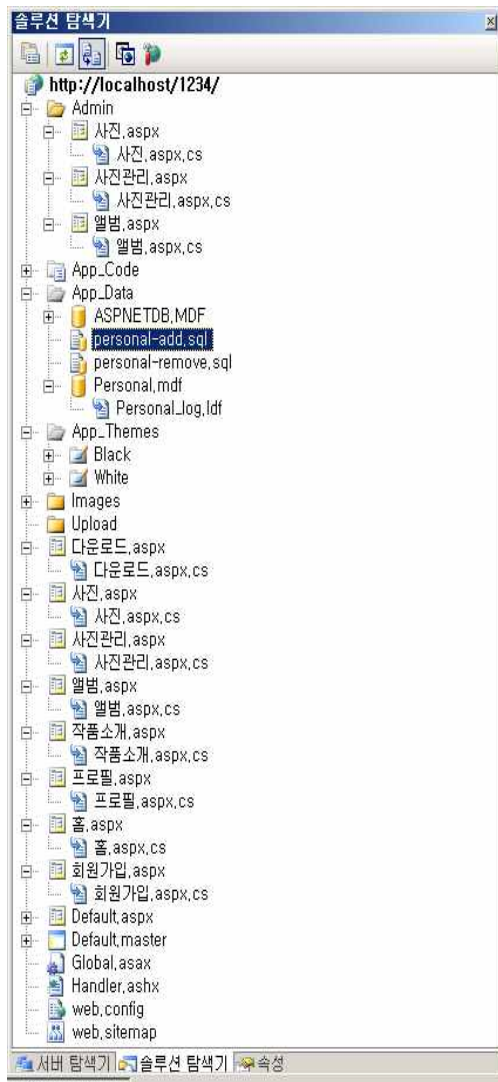 솔루션 탐색기
http://localhost/1234/
Admin
사진.aspx
사진.aspx.cs
사진관리.aspx
사진관리.aspx.cs
앨범.aspx
앨범.aspx.cs
App_Code
App_Data
ASPNETDB.MDF
personal-add.sql
personal-remove.sql
Personal.mdf
Personal_log.ldf
App_Themes
Black
White
Images
Upload
다운로드.aspx
다운로드.aspx.cs
사진.aspx
사진.aspx.cs
사진관리.aspx
사진관리.aspx.cs
앨범.aspx
앨범.aspx.cs
작품소개.aspx
작품소개.aspx.cs
프로필.aspx
프로필.aspx.cs
홈.aspx
홈.aspx.cs
회원가입.aspx
회원가입.aspx.cs
Default.aspx
Default.master
Global.asax
Handler.ashx
web.config
web.sitemap
서버 탐색기 솔루션 탐색기 속성